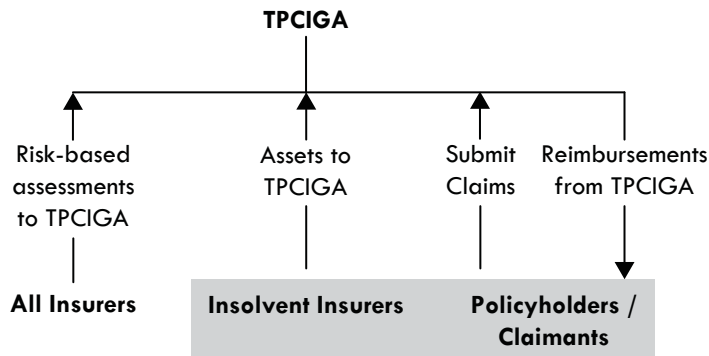 TPCIGA
Risk-based
assessments
to TPCIGA
Assets to
TPCIGA
Submit
Claims
Reimbursements
from TPCIGA
All Insurers
Insolvent Insurers
Policyholders /
Claimants